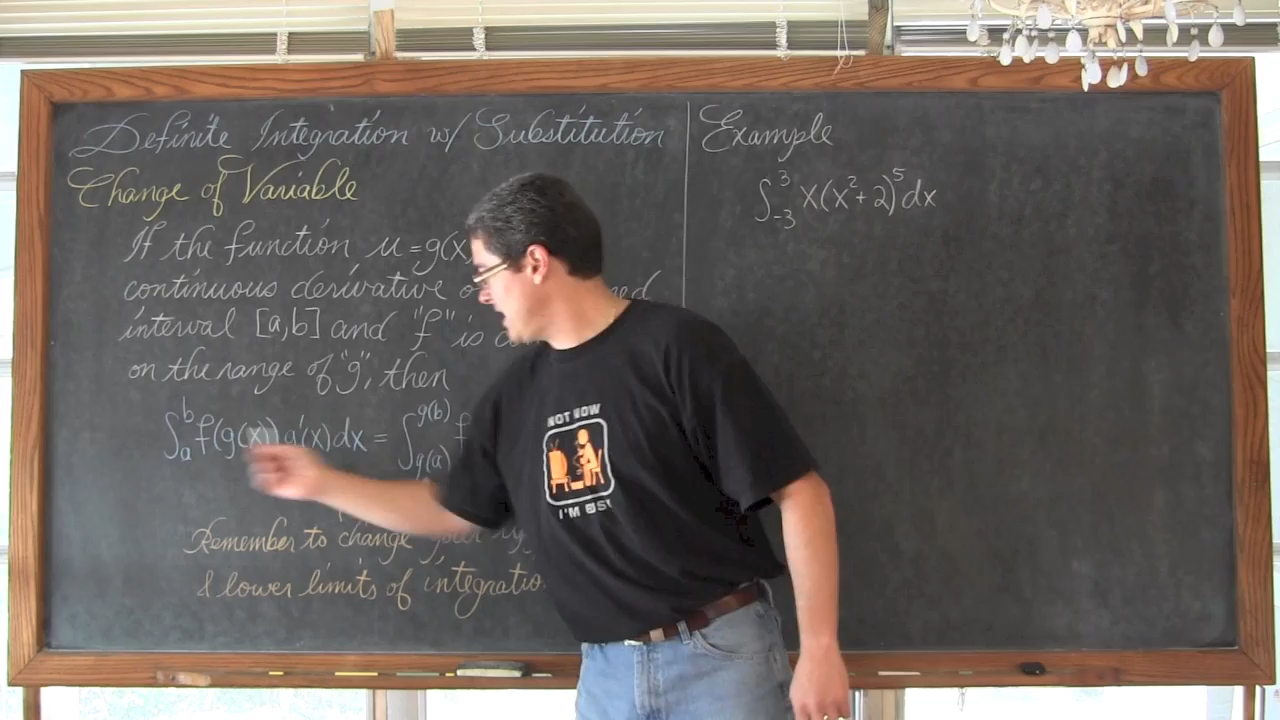 Definite Integration w/ Substitution
Change of Variable
If the function u = g(x
continuous derivative o
interval [a,b] and "f" is
on the range of "g", then
∫_a^b f(g(x)) g'(x) dx = ∫_{g(a)}^{g(b)} f
Remember to change your
& lower limits of integratio
Example
∫_{-3}^{3} x(x²+2)⁵ dx
NOT NOW
I'M BUSY